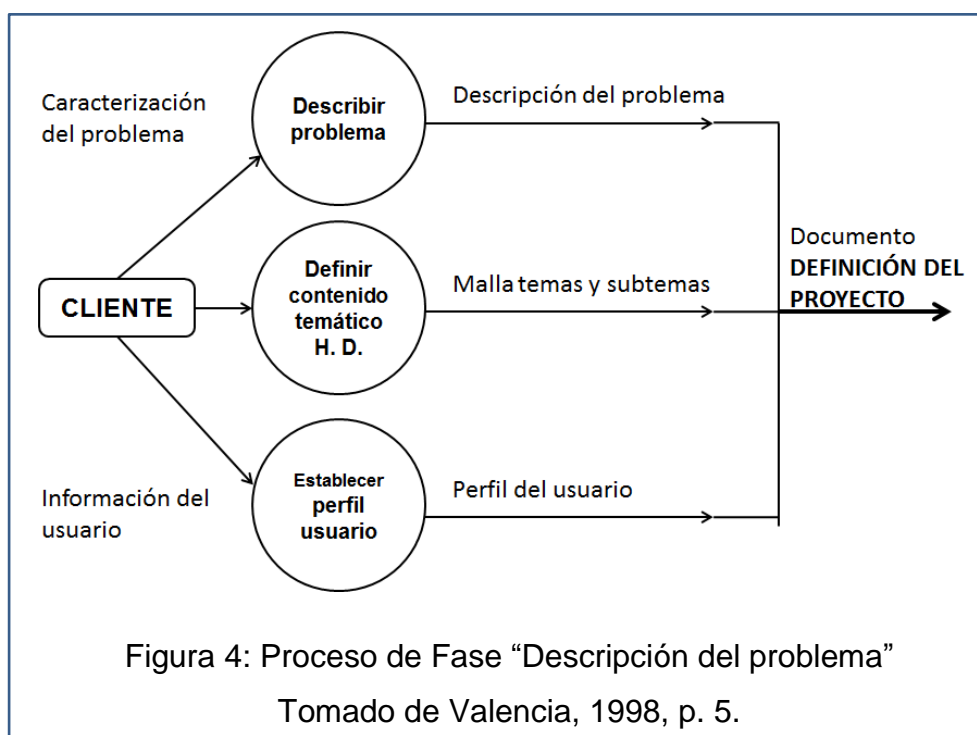 Caracterización
del problema
Describir
problema
Descripción del problema
CLIENTE
Definir
contenido
temático
H. D.
Malla temas y subtemas
Documento
DEFINICIÓN DEL
PROYECTO
Información del
usuario
Establecer
perfil
usuario
Perfil del usuario
Figura 4: Proceso de Fase “Descripción del problema”
Tomado de Valencia, 1998, p. 5.